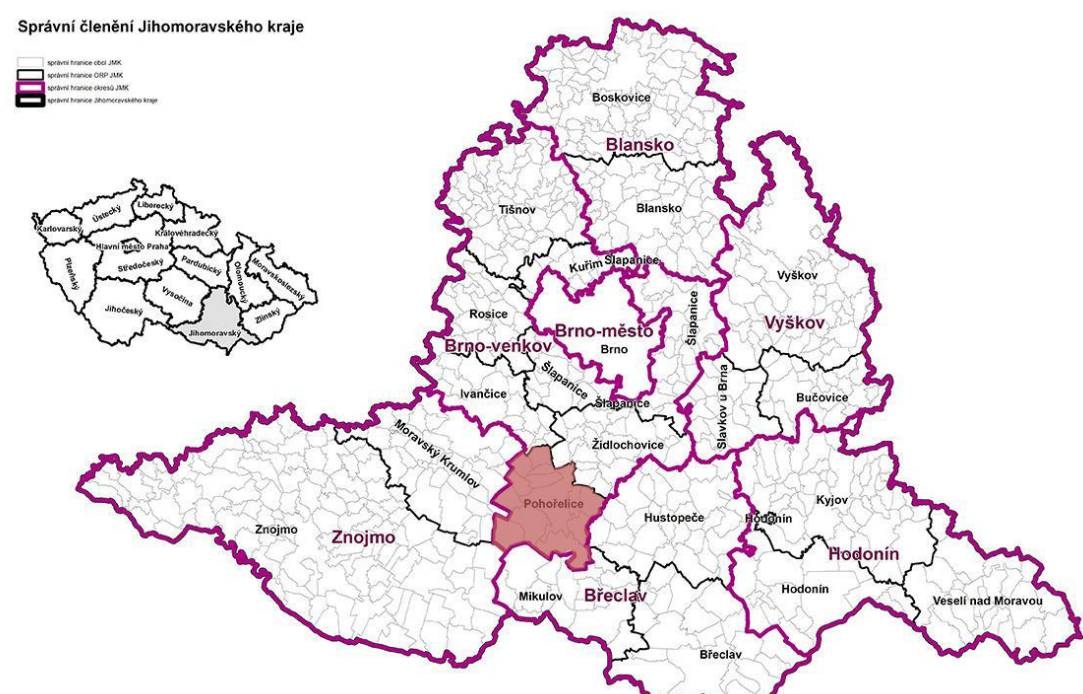 Správní členění Jihomoravského kraje
správní hranice obcí JMK
správní hranice ORP JMK
správní hranice okresů JMK
správní hranice Jihomoravského kraje
Karlovarský
Ústecký
Liberecký
Hlavní město Praha
Královéhradecký
Plzeňský
Středočeský
Pardubický
Olomoucký
Moravskoslezský
Jihočeský
Vysočina
Jihomoravský
Zlínský
Boskovice
Blansko
Tišnov
Blansko
Kuřim
Šlapanice
Vyškov
Rosice
Brno-město
Brno
Šlapanice
Vyškov
Brno-venkov
Ivančice
Šlapanice
Šlapanice
Slavkov u Brna
Bučovice
Moravský Krumlov
Židlochovice
Pohořelice
Hustopeče
Hodonín
Kyjov
Znojmo
Znojmo
Hodonín
Mikulov
Břeclav
Hodonín
Veselí nad Moravou
Břeclav